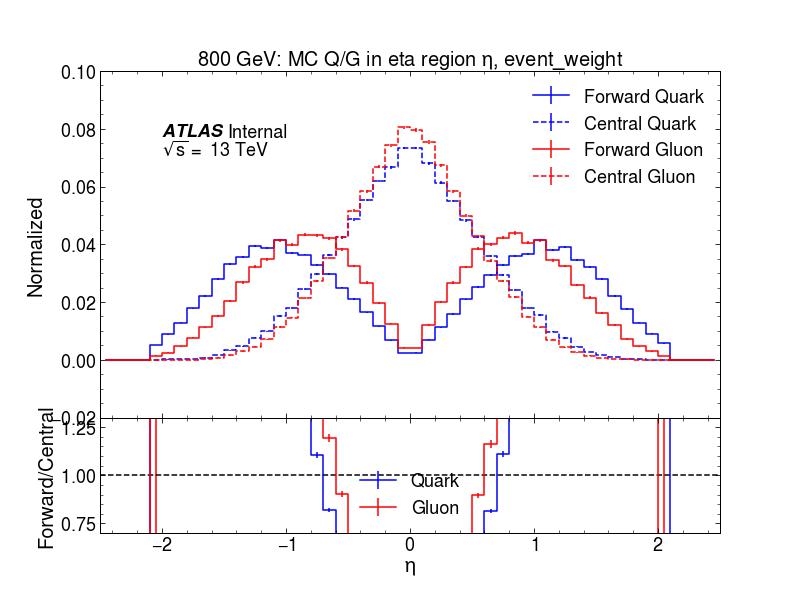 800 GeV: MC Q/G in eta region η, event_weight
0.10
0.08
0.06
0.04
0.02
0.00
0.02
Normalized
ATLAS Internal
√s = 13 TeV
Forward Quark
Central Quark
Forward Gluon
Central Gluon
1.25
1.00
0.75
Forward/Central
Quark
Gluon
−2 −1 0 1 2
η